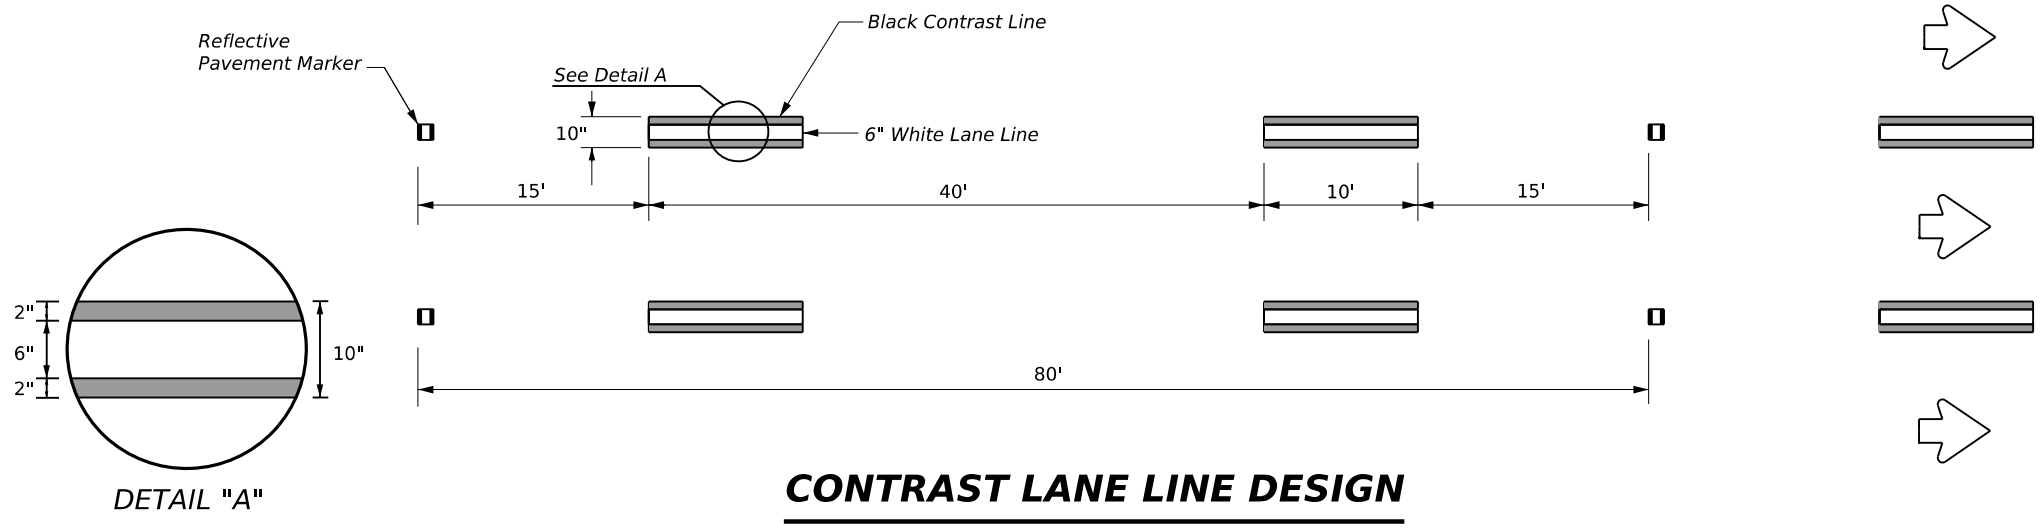 Black Contrast Line
Reflective
Pavement Marker
See Detail A
10"
6" White Lane Line
15'
40'
10'
15'
2"
6"
2"
10"
80'
DETAIL "A"
CONTRAST LANE LINE DESIGN